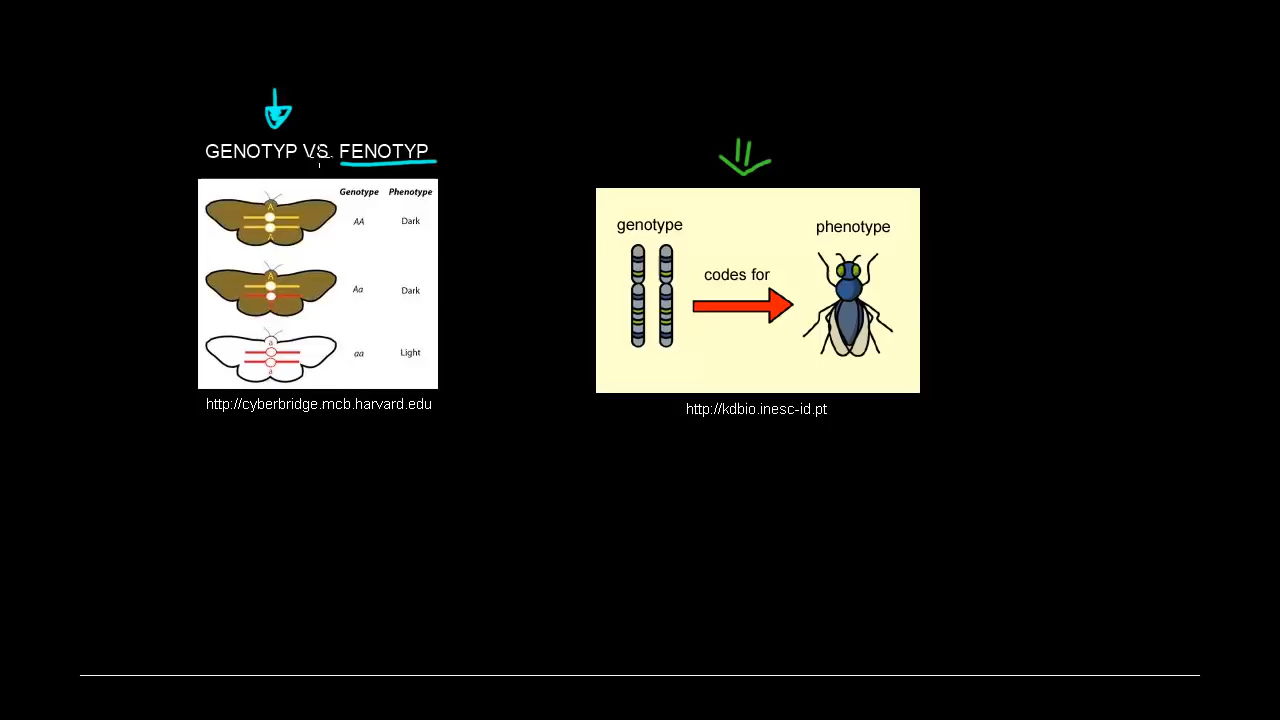 GENOTYP VS. FENOTYP
Genotype Phenotype
A
A
AA Dark
A
Aa Dark
a
aa Light
a
http://cyberbridge.mcb.harvard.edu
genotype phenotype
codes for
http://kdbio.inesc-id.pt